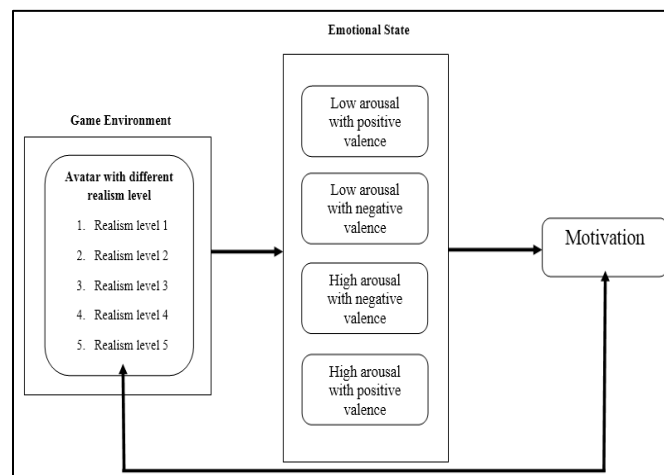 Emotional State
Game Environment
Avatar with different
realism level
1. Realism level 1
2. Realism level 2
3. Realism level 3
4. Realism level 4
5. Realism level 5
Low arousal
with positive
valence
Low arousal
with negative
valence
High arousal
with negative
valence
High arousal
with positive
valence
Motivation